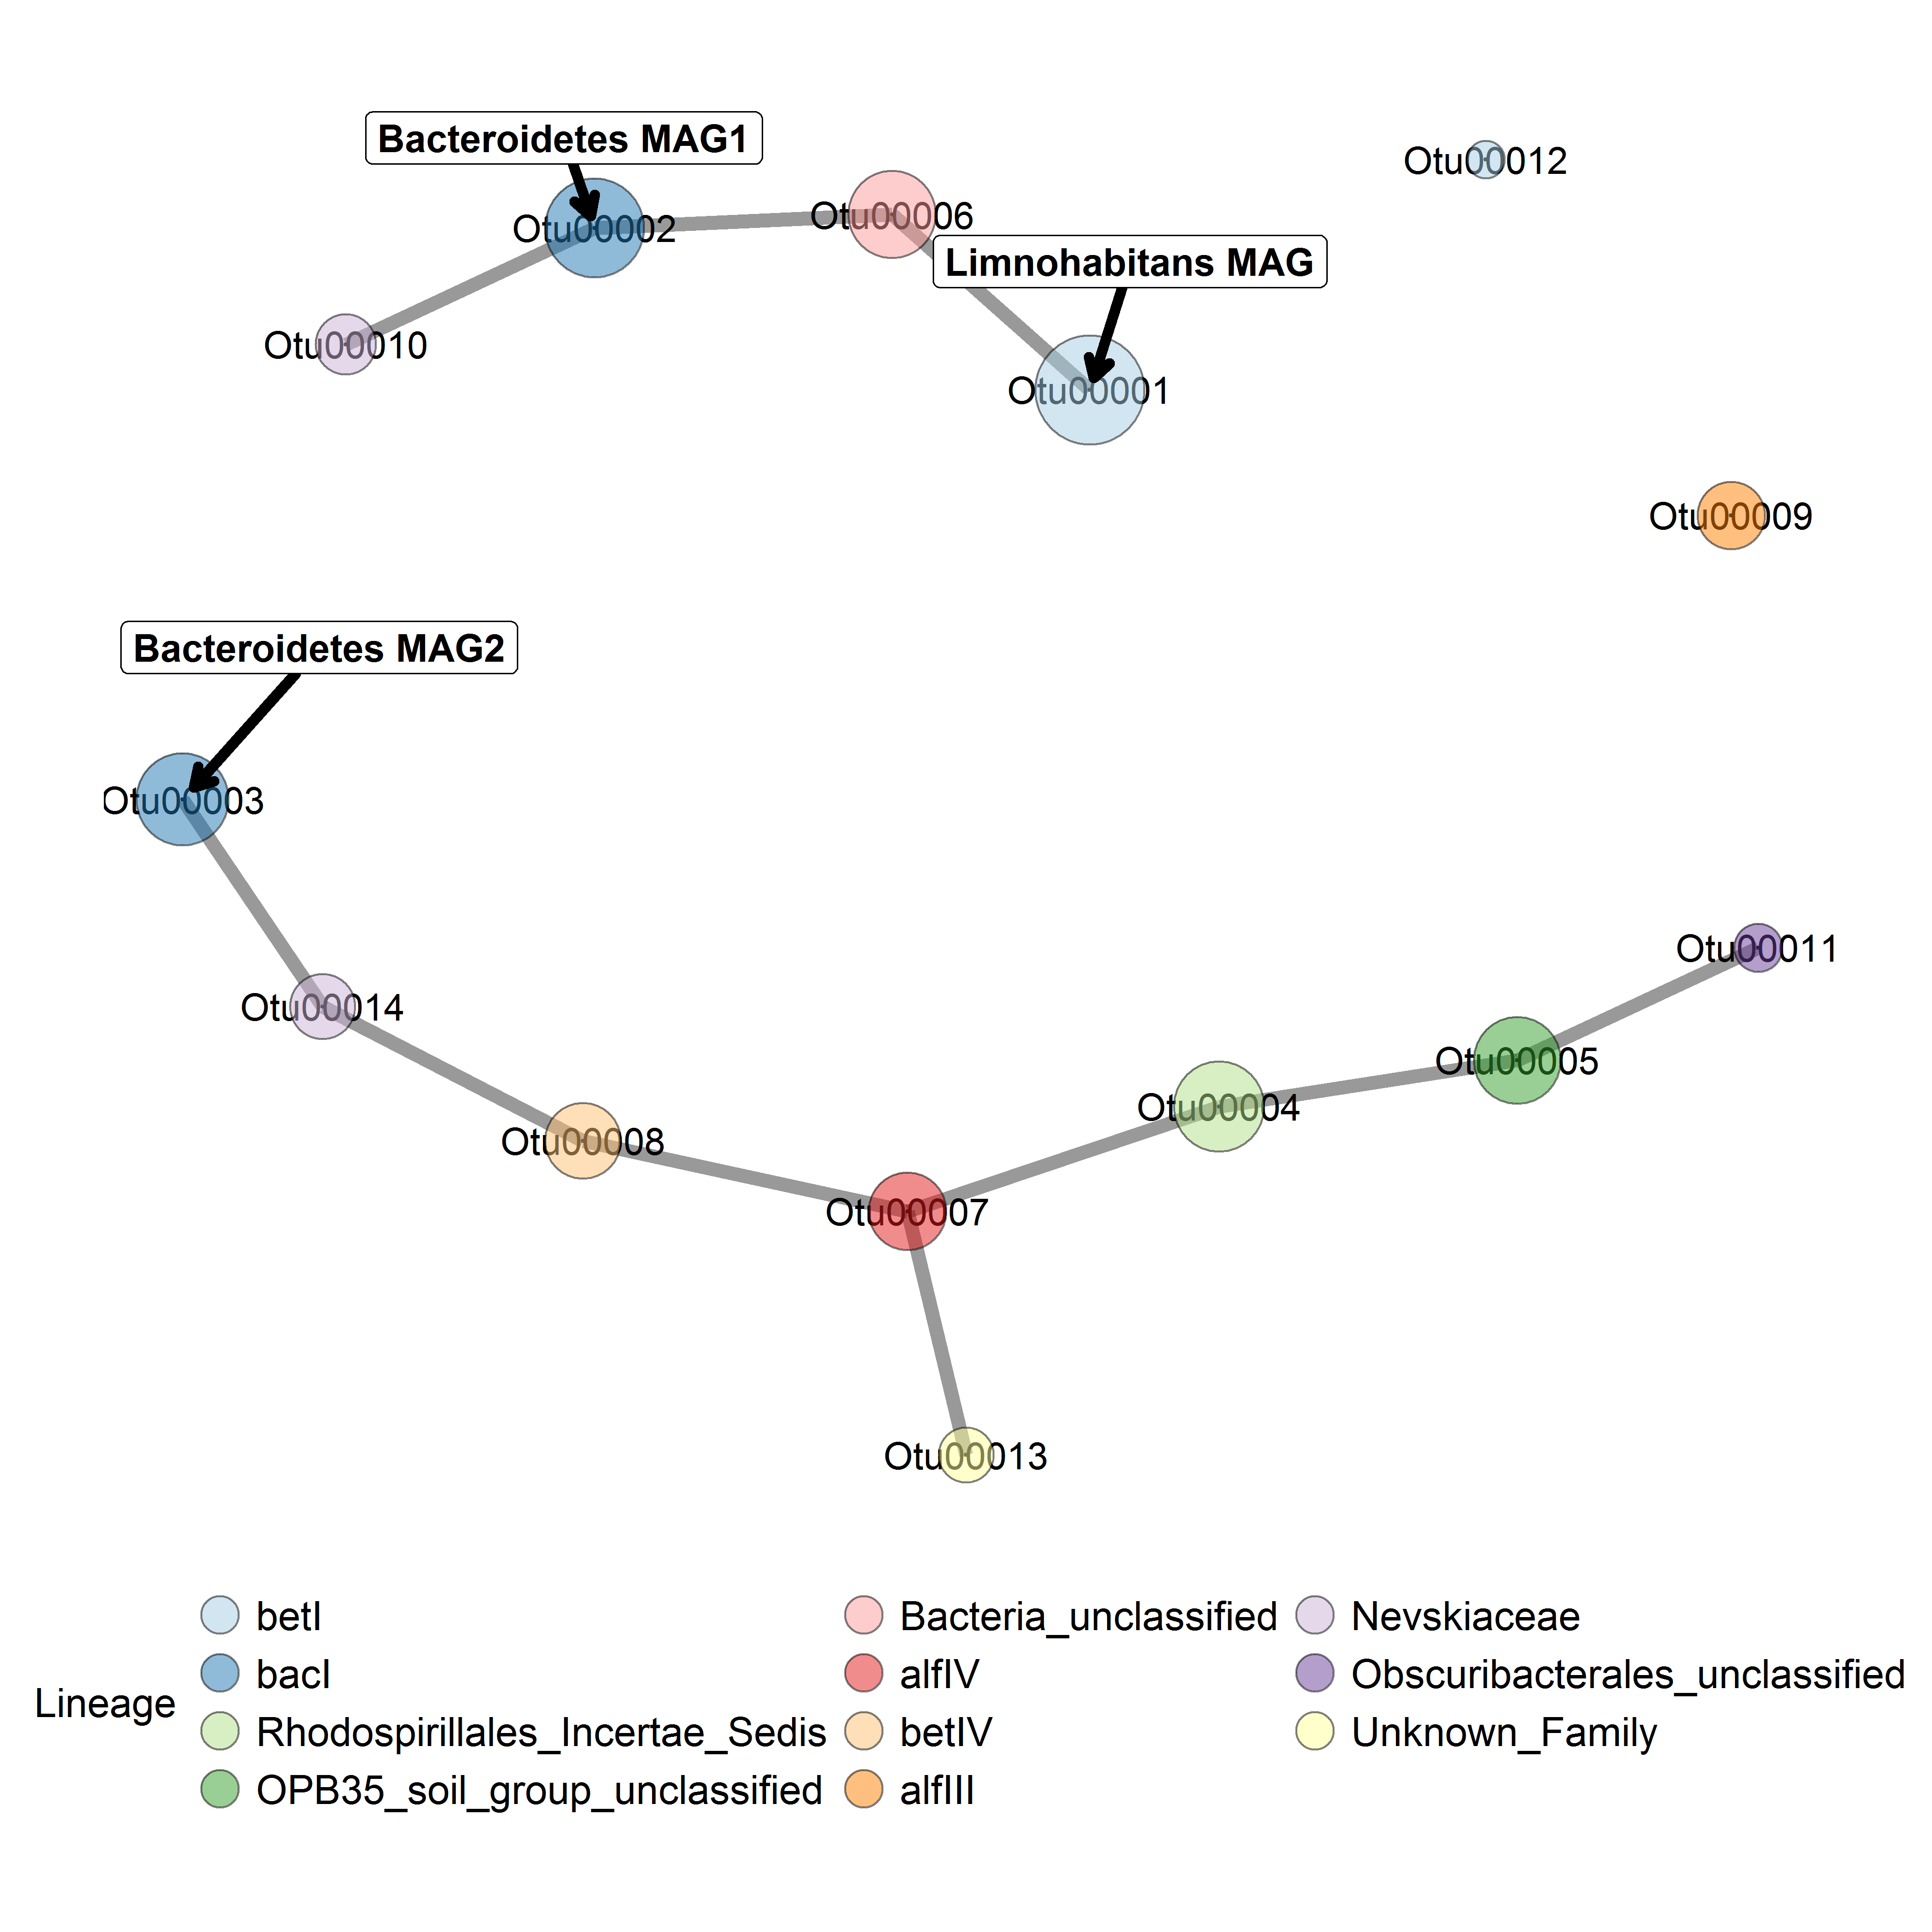 Bacteroidetes MAG1
Otu00012
Otu00002
Otu00006
Limnohabitans MAG
Otu00010
Otu00001
Otu00009
Bacteroidetes MAG2
Otu00003
Otu00011
Otu00014
Otu00005
Otu00004
Otu00008
Otu00007
Otu00013
Lineage
betI
bacI
Rhodospirillales_Incertae_Sedis
OPB35_soil_group_unclassified
Bacteria_unclassified
alfIV
betIV
alfIII
Nevskiaceae
Obscuribacterales_unclassified
Unknown_Family